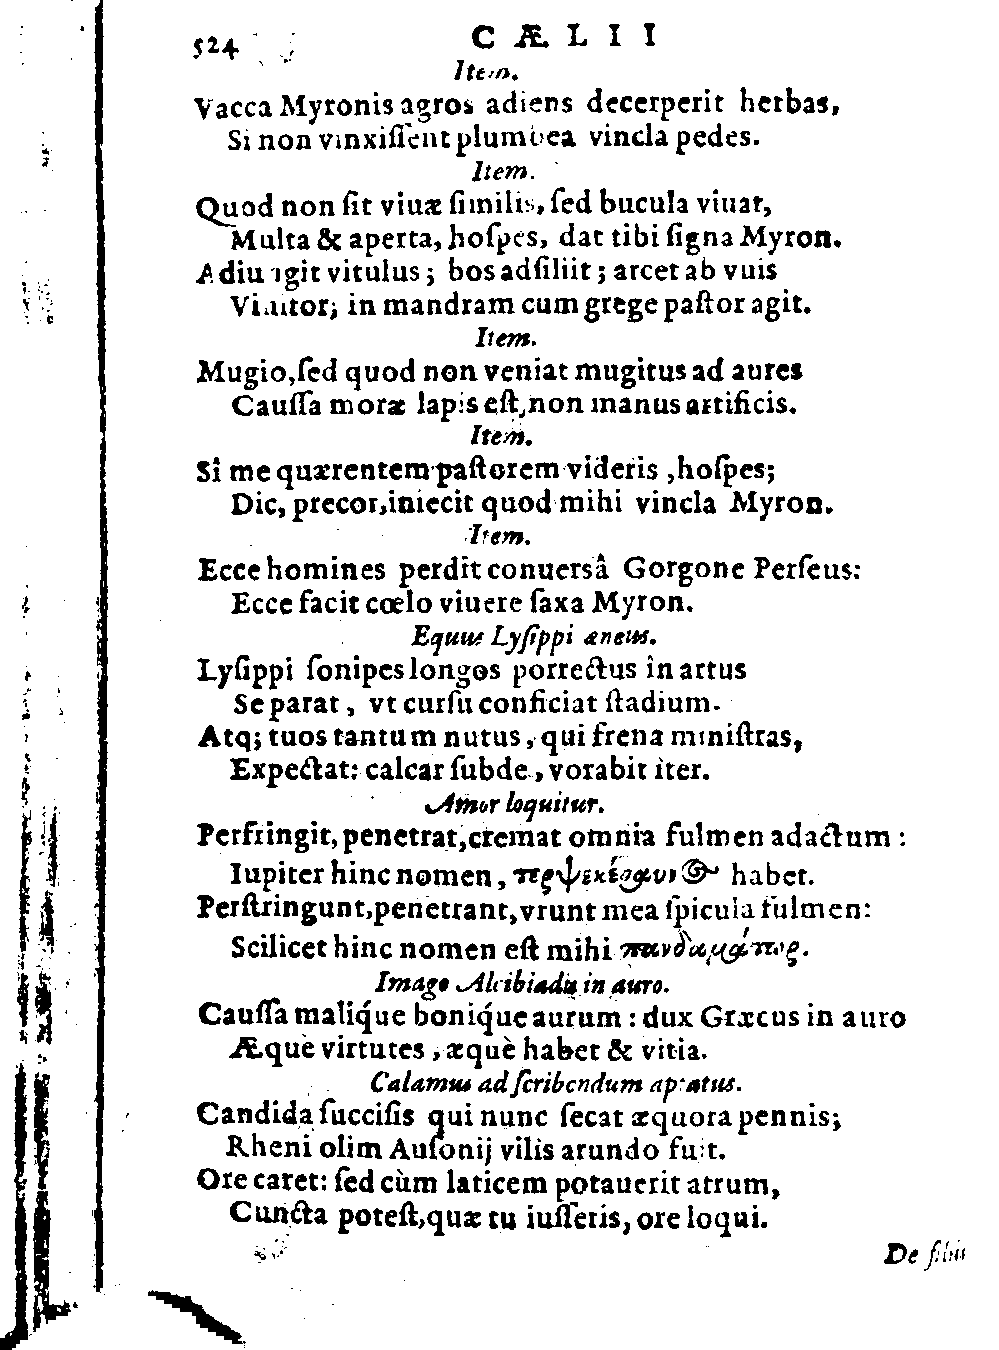 524 CÆLII
Item.
Vacca Myronis agros adiens decerperit herbas,
Si non vinxiſſent plumbea vincla pedes.
Item.
Quod non ſit viuæ ſimilis, ſed bucula viuat,
Multa & aperta, hoſpes, dat tibi ſigna Myron.
Adiungit vitulus; bos adſiliit; arcet ab vuis
Vinitor; in mandram cum grege paſtor agit.
Item.
Mugio, ſed quod non veniat mugitus ad aures
Cauſſa moræ lapis eſt, non manus artificis.
Item.
Si me quærentem paſtorem videris, hoſpes;
Dic, precor, iniecit quod mihi vincla Myron.
Item.
Ecce homines perdit conuersâ Gorgone Perſeus:
Ecce facit cœlo viuere ſaxa Myron.
Equus Lyſippi æneus.
Lyſippi ſonipes longos porrectus in artus
Se parat, vt curſu conficiat ſtadium.
Atq; tuos tantum nutus, qui frena miniſtras,
Expectat: calcar ſubde, vorabit iter.
Amor loquitur.
Perfringit, penetrat, cremat omnia fulmen adactum:
Iupiter hinc nomen, habet.
Perſtringunt, penetrant, vrunt mea ſpicula fulmen:
Scilicet hinc nomen eſt mihi πανδαμάτορ.
Imago Alcibiadis in auro.
Cauſſa malíque boníque aurum: dux Græcus in auro
Æquè virtutes, æquè habet & vitia.
Calamus ad ſcribendum aptatus.
Candida ſucciſis qui nunc ſecat æquora pennis;
Rheni olim Auſonij vilis arundo fuit.
Ore caret: ſed cùm laticem potauerit atrum,
Cuncta poteſt, quæ tu iuſſeris, ore loqui.
De filiis